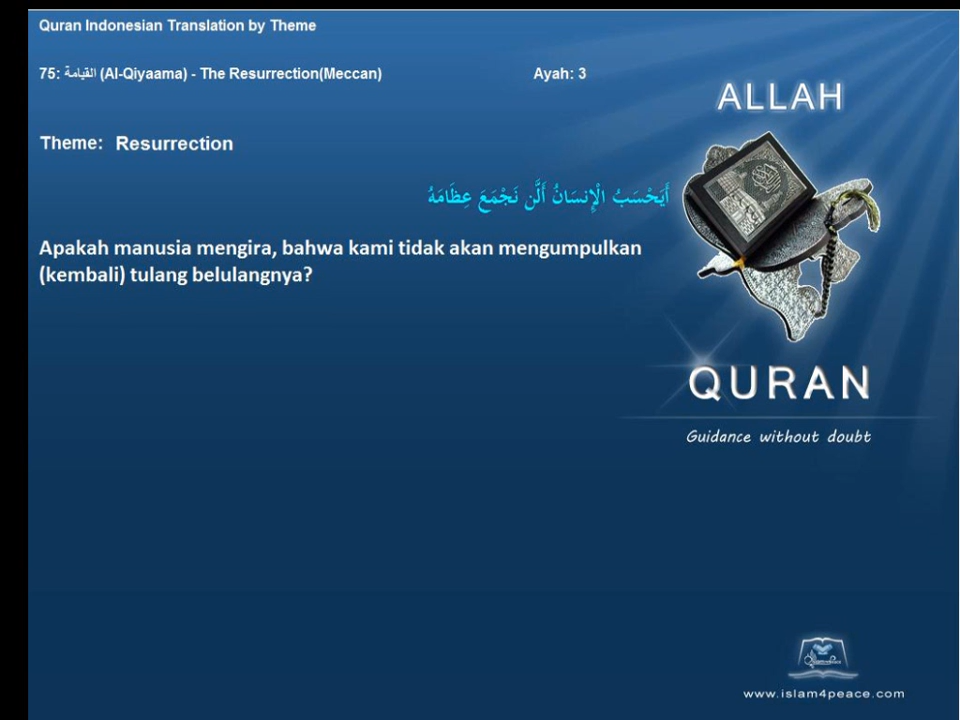 Quran Indonesian Translation by Theme
75: القيامة (Al-Qiyaama) - The Resurrection(Meccan) Ayah: 3
ALLAH
Theme: Resurrection
أَيَحْسَبُ الْإِنسَانُ أَلَّن نَجْمَعَ عِظَامَهُ
Apakah manusia mengira, bahwa kami tidak akan mengumpulkan
(kembali) tulang belulangnya?
QURAN
Guidance without doubt
www.islam4peace.com